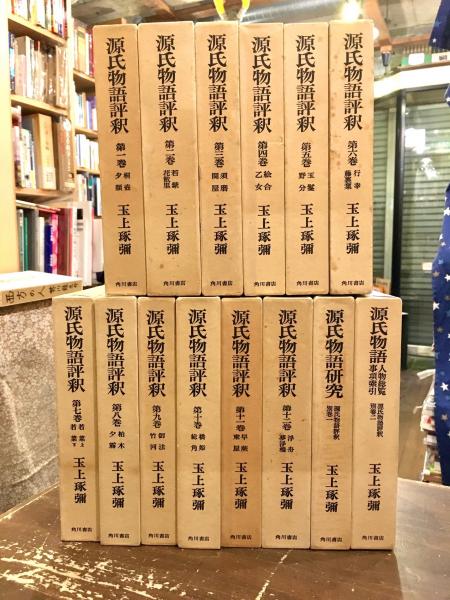 源氏物語評釈 第一巻 桐壺 夕顔 玉上琢彌 角川書店
源氏物語評釈 第二巻 若紫 花散里 玉上琢彌 角川書店
源氏物語評釈 第三巻 須磨 関屋 玉上琢彌 角川書店
源氏物語評釈 第四巻 絵合 乙女 玉上琢彌 角川書店
源氏物語評釈 第五巻 玉鬘 野分 玉上琢彌 角川書店
源氏物語評釈 第六巻 行幸 藤裏葉 玉上琢彌 角川書店
源氏物語評釈 第七巻 若菜上 若菜下 玉上琢彌 角川書店
源氏物語評釈 第八巻 柏木 夕霧 玉上琢彌 角川書店
源氏物語評釈 第九巻 御法 竹河 玉上琢彌 角川書店
源氏物語評釈 第十巻 橋姫 総角 玉上琢彌 角川書店
源氏物語評釈 第十一巻 早蕨 東屋 玉上琢彌 角川書店
源氏物語評釈 第十二巻 浮舟 夢浮橋 玉上琢彌 角川書店
源氏物語研究 源氏物語評釈 別巻一 玉上琢彌 角川書店
源氏物語 人物総覧 事項索引 源氏物語評釈 別巻二 玉上琢彌 角川書店